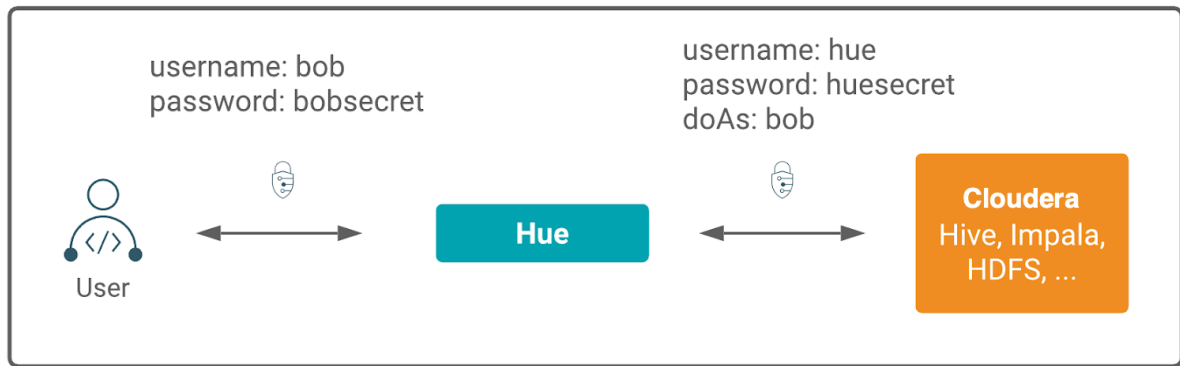 username: bob
password: bobsecret
username: hue
password: huesecret
doAs: bob
</>
User
Hue
Cloudera
Hive, Impala,
HDFS, ...